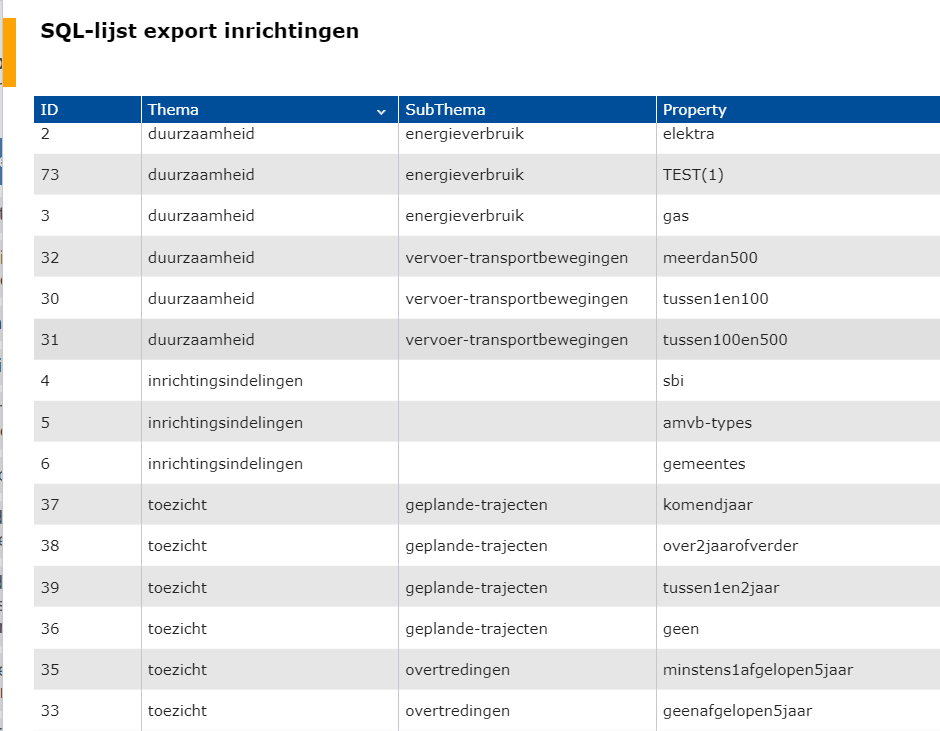 SQL-lijst export inrichtingen
ID Thema SubThema Property
2 duurzaamheid energieverbruik elektra
73 duurzaamheid energieverbruik TEST(1)
3 duurzaamheid energieverbruik gas
32 duurzaamheid vervoer-transportbewegingen meerdan500
30 duurzaamheid vervoer-transportbewegingen tussen1en100
31 duurzaamheid vervoer-transportbewegingen tussen100en500
4 inrichtingsindelingen sbi
5 inrichtingsindelingen amvb-types
6 inrichtingsindelingen gemeentes
37 toezicht geplande-trajecten komendjaar
38 toezicht geplande-trajecten over2jaarofverder
39 toezicht geplande-trajecten tussen1en2jaar
36 toezicht geplande-trajecten geen
35 toezicht overtredingen minstens1afgelopen5jaar
33 toezicht overtredingen geenafgelopen5jaar